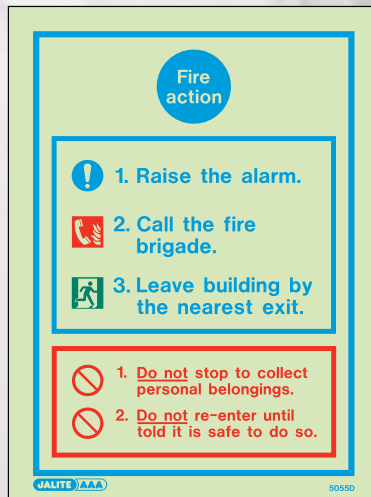 Fire
action
1. Raise the alarm.
2. Call the fire
brigade.
3. Leave building by
the nearest exit.
1. Do not stop to collect
personal belongings.
2. Do not re-enter until
told it is safe to do so.
JALITE AAA
5055D